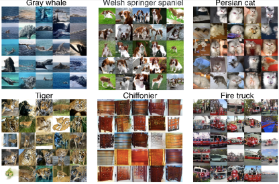 Gray whale
Welsh springer spaniel
Persian cat
Tiger
Chiffonier
Fire truck